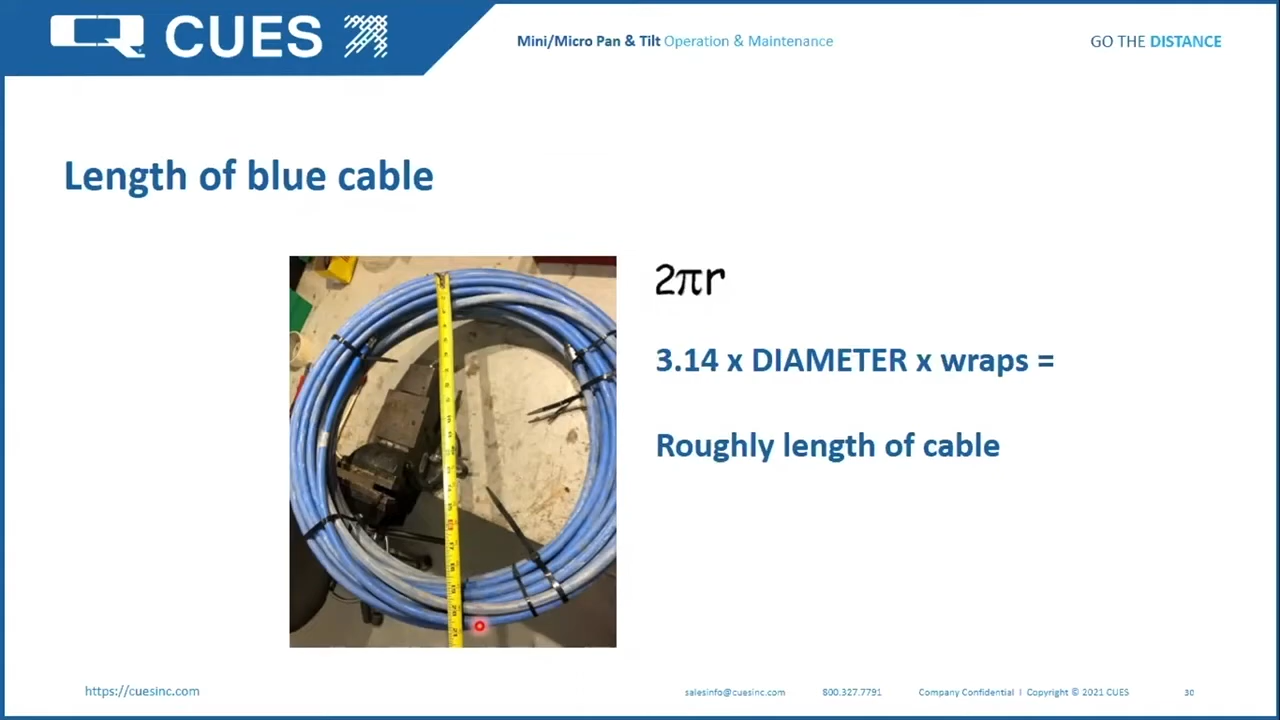 CUES
Mini/Micro Pan & Tilt Operation & Maintenance
GO THE DISTANCE
Length of blue cable
2πr
3.14 x DIAMETER x wraps =
Roughly length of cable
https://cuesinc.com
salesinfo@cuesinc.com 800.327.7791 Company Confidential I Copyright © 2021 CUES 30